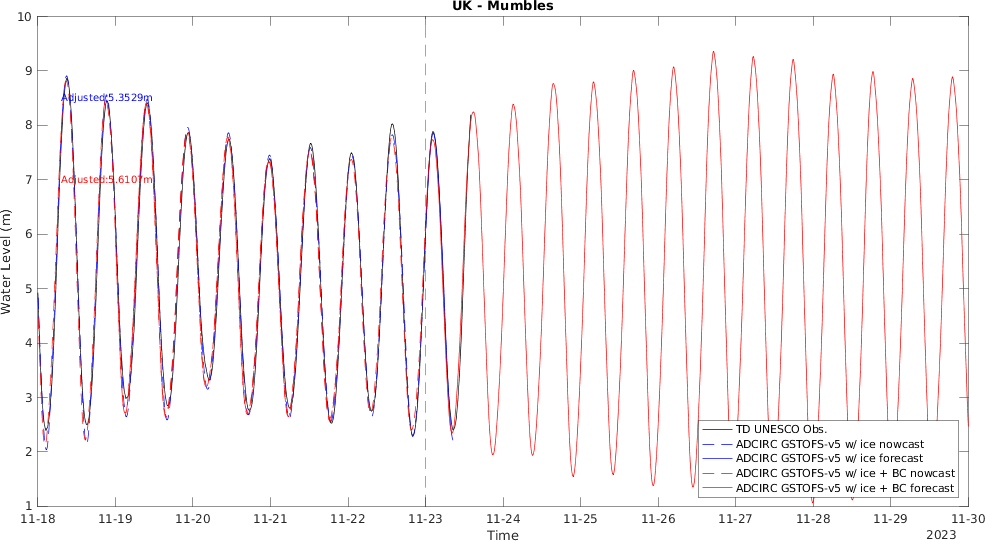 UK - Mumbles
10
9
8
7
6
5
4
3
2
1
Water Level (m)
Adjusted:5.3529m
Adjusted:5.6107m
TD UNESCO Obs.
ADCIRC GSTOFS-v5 w/ ice nowcast
ADCIRC GSTOFS-v5 w/ ice forecast
ADCIRC GSTOFS-v5 w/ ice + BC nowcast
ADCIRC GSTOFS-v5 w/ ice + BC forecast
11-18 11-19 11-20 11-21 11-22 11-23 11-24 11-25 11-26 11-27 11-28 11-29 11-30
Time
2023